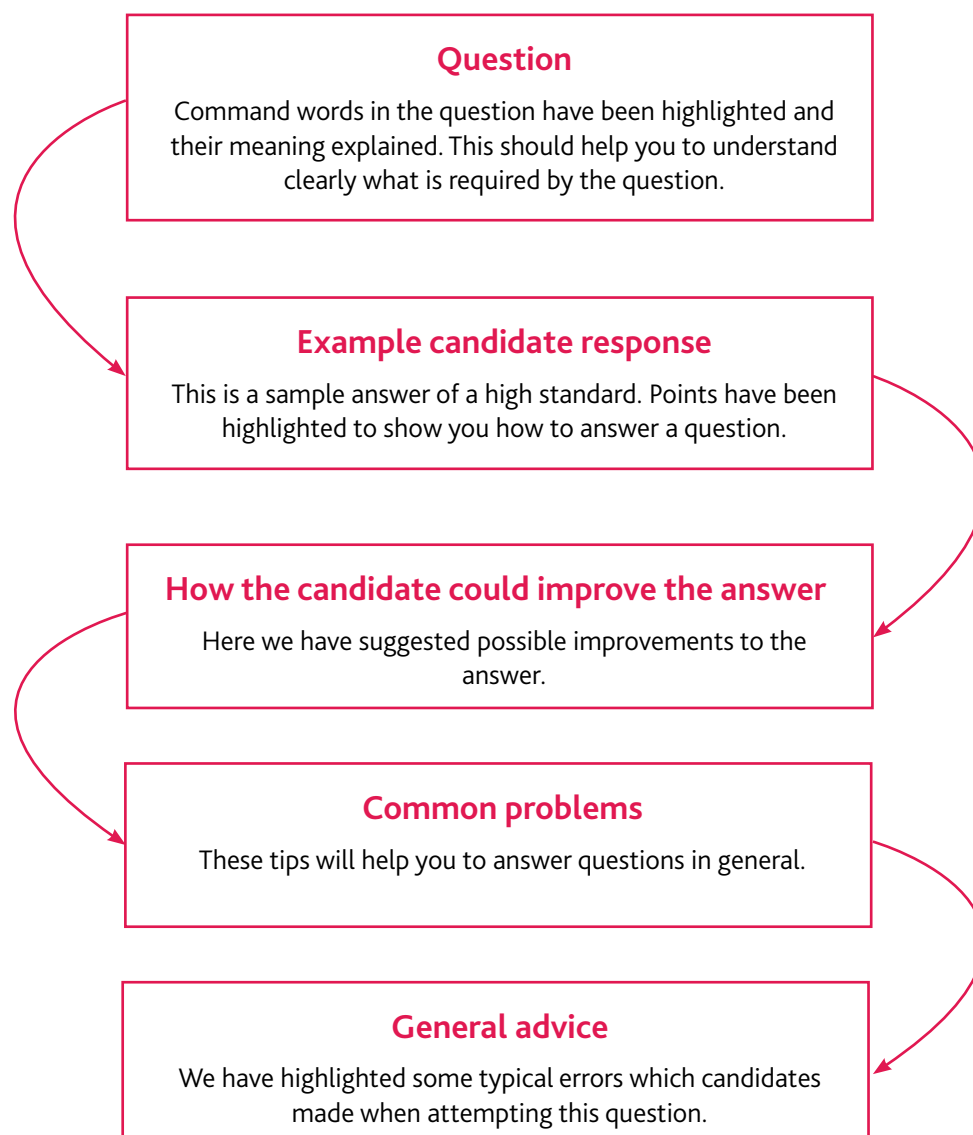 Question
Command words in the question have been highlighted and
their meaning explained. This should help you to understand
clearly what is required by the question.
Example candidate response
This is a sample answer of a high standard. Points have been
highlighted to show you how to answer a question.
How the candidate could improve the answer
Here we have suggested possible improvements to the
answer.
Common problems
These tips will help you to answer questions in general.
General advice
We have highlighted some typical errors which candidates
made when attempting this question.